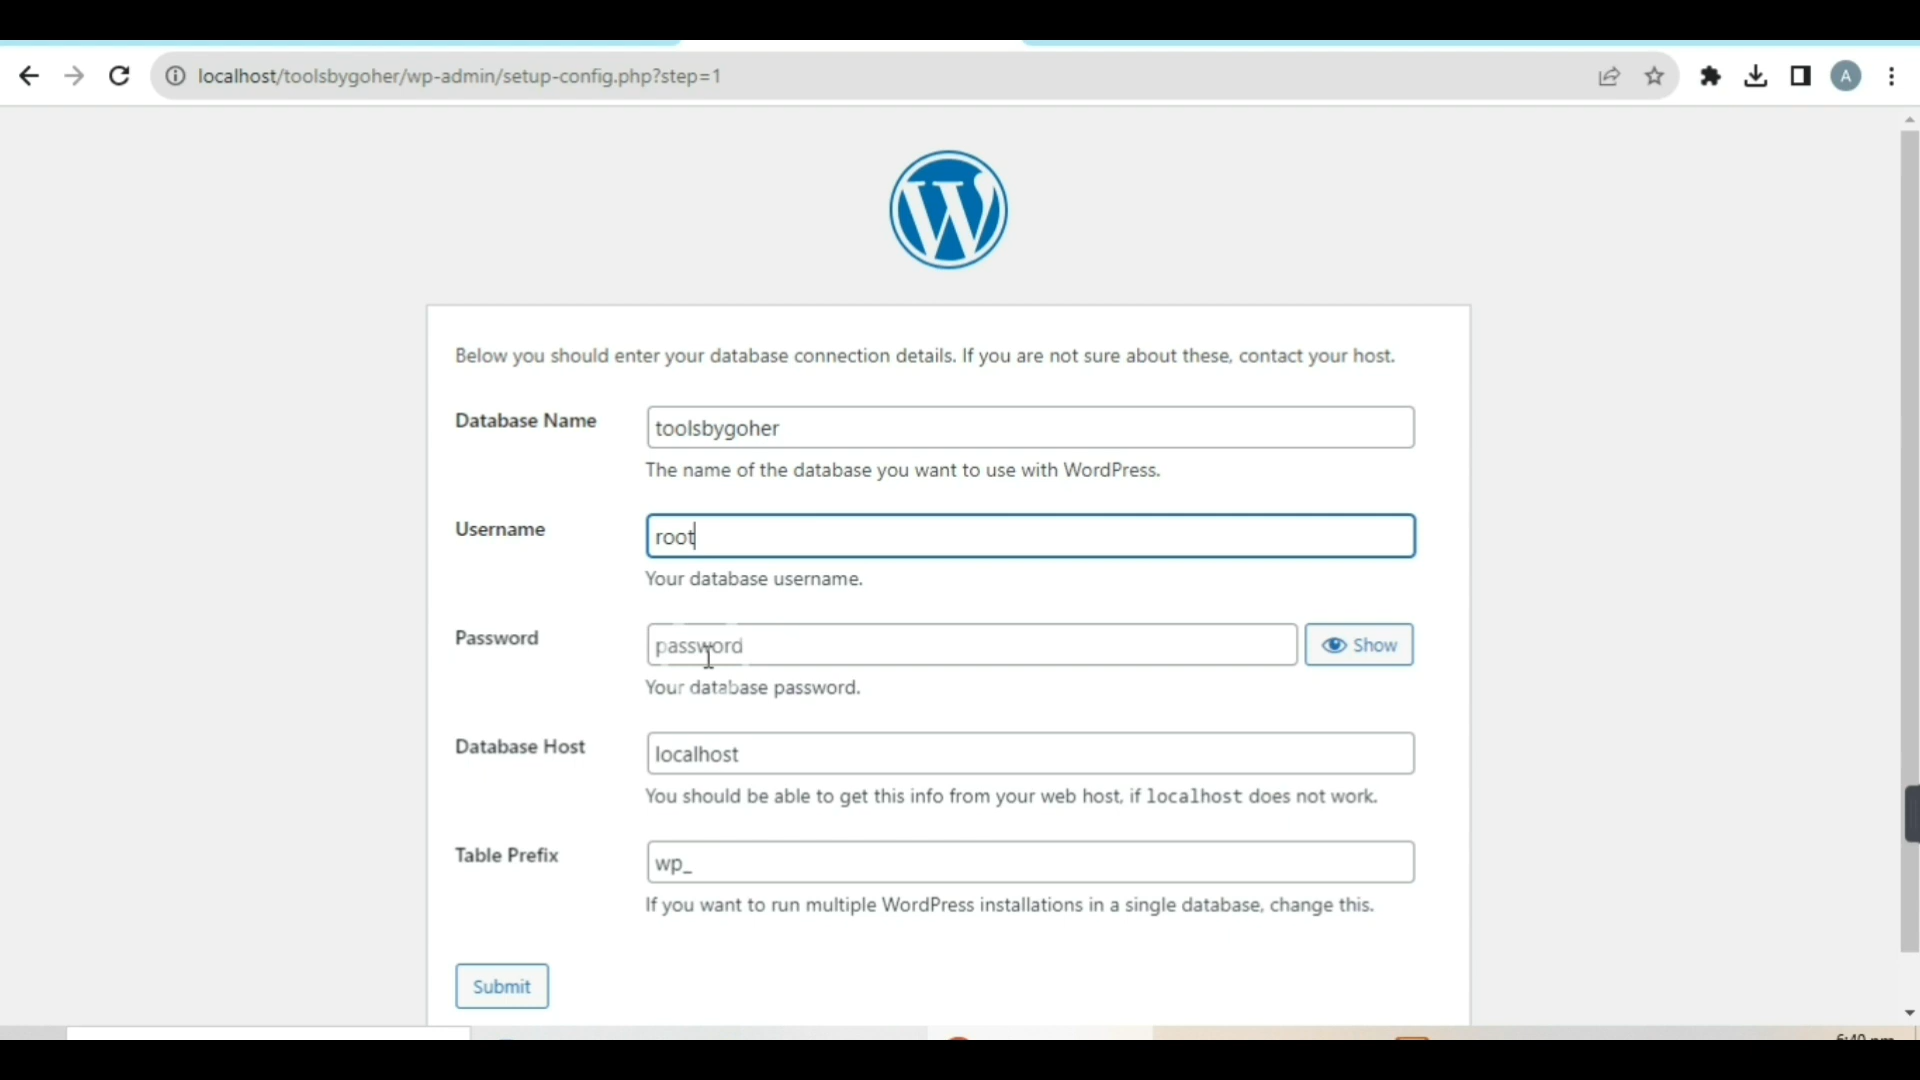 localhost/toolsbygoher/wp-admin/setup-config.php?step=1
A
Below you should enter your database connection details. If you are not sure about these, contact your host.
Database Name
toolsbygoher
The name of the database you want to use with WordPress.
Username
root
Your database username.
Password
password
Show
Your database password.
Database Host
localhost
You should be able to get this info from your web host, if localhost does not work.
Table Prefix
wp_
If you want to run multiple WordPress installations in a single database, change this.
Submit